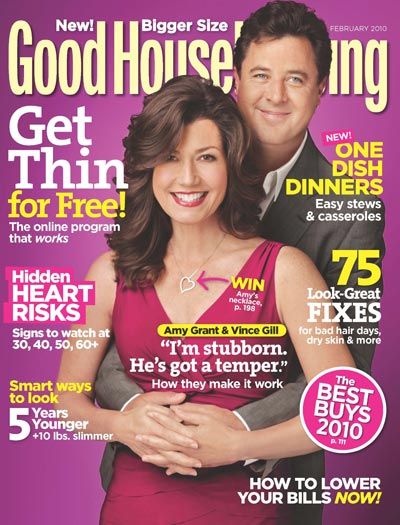 New! Bigger Size
FEBRUARY 2010
GOOD HOUSEKEEPING
Get
Thin
for Free!
The online program
that works
NEW!
ONE
DISH
DINNERS
Easy stews
& casseroles
Hidden
HEART
RISKS
Signs to watch at
30, 40, 50, 60+
WIN
Amy's
necklace,
p. 198
75
Look-Great
FIXES
for bad hair days,
dry skin & more
Amy Grant & Vince Gill
"I'm stubborn.
He's got a temper."
How they make it work
Smart ways
to look
5 Years
Younger
+10 lbs. slimmer
The
BEST
BUYS
2010
p. 111
HOW TO LOWER
YOUR BILLS NOW!